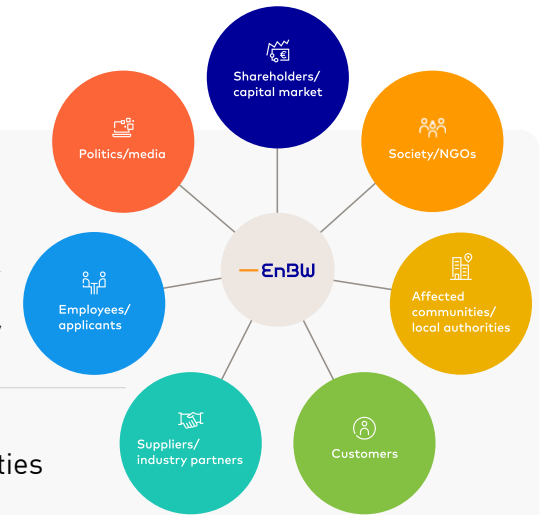 Shareholders/
capital market
Politics/media
Society/NGOs
EnBW
Employees/
applicants
Affected
communities/
local authorities
Suppliers/
industry partners
Customers
ties